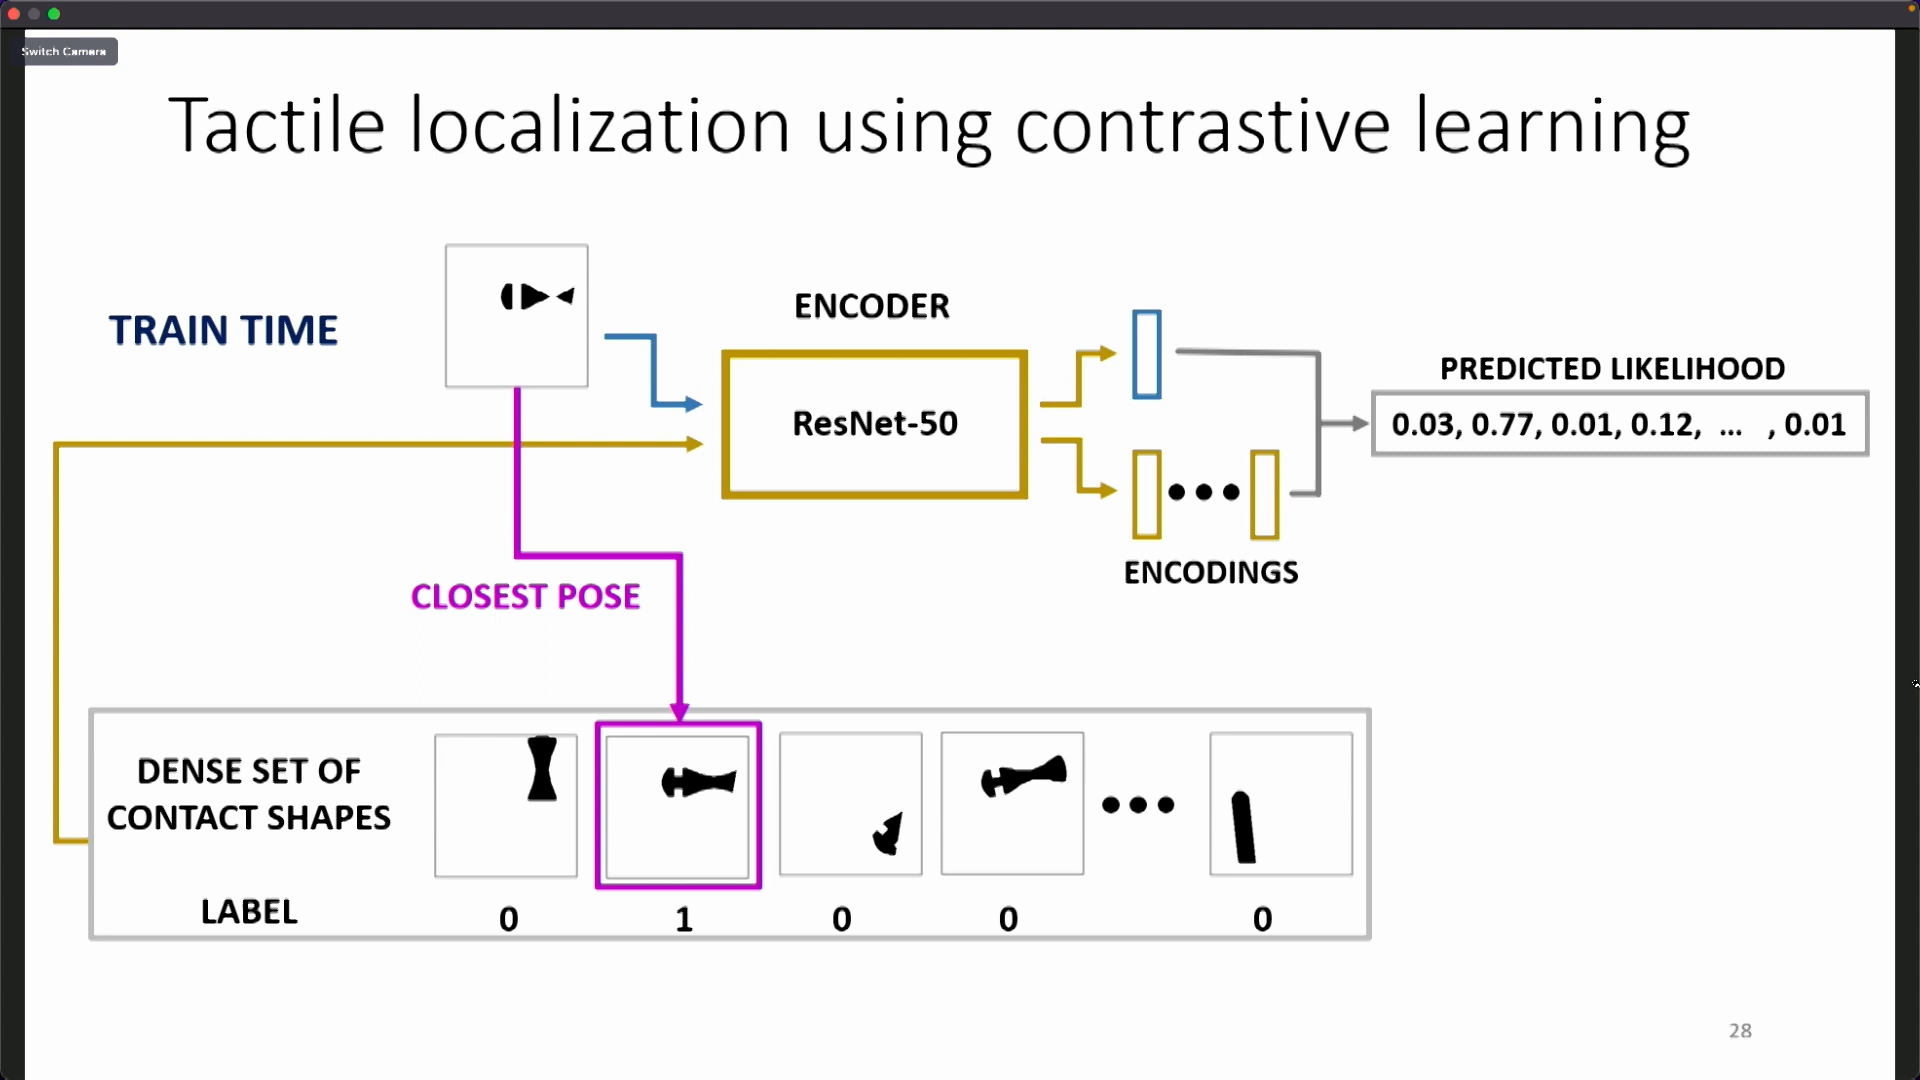 Switch Camera
Tactile localization using contrastive learning
TRAIN TIME
ENCODER
ResNet-50
PREDICTED LIKELIHOOD
0.03, 0.77, 0.01, 0.12, ... , 0.01
ENCODINGS
CLOSEST POSE
DENSE SET OF
CONTACT SHAPES
LABEL 0 1 0 0 0
28